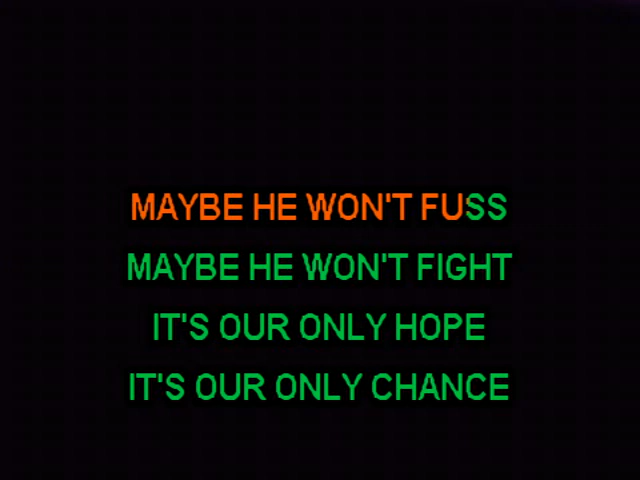 MAYBE HE WON'T FUSS
MAYBE HE WON'T FIGHT
IT'S OUR ONLY HOPE
IT'S OUR ONLY CHANCE